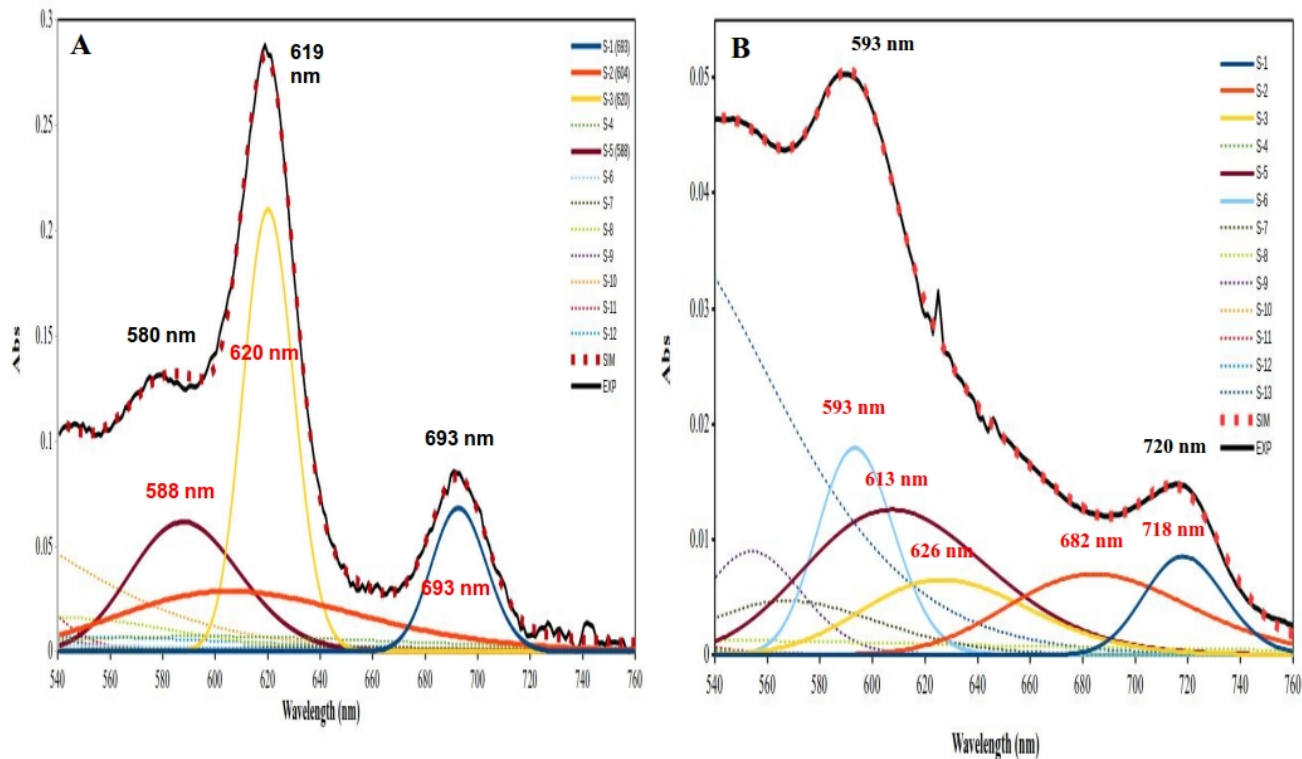 A
0.3
0.25
0.2
0.15
0.1
0.05
0
Abs
619
nm
580 nm
620 nm
588 nm
693 nm
693 nm
S-1 (693)
S-2 (604)
S-3 (620)
S-4
S-5 (588)
S-6
S-7
S-8
S-9
S-10
S-11
S-12
SIM
EXP
540 560 580 600 620 640 660 680 700 720 740 760
Wavelength (nm)
B
0.05
0.04
0.03
0.02
0.01
0
Abs
593 nm
593 nm
613 nm
626 nm
682 nm
720 nm
718 nm
S-1
S-2
S-3
S-4
S-5
S-6
S-7
S-8
S-9
S-10
S-11
S-12
S-13
SIM
EXP
540 560 580 600 620 640 660 680 700 720 740 760
Wavelength (nm)